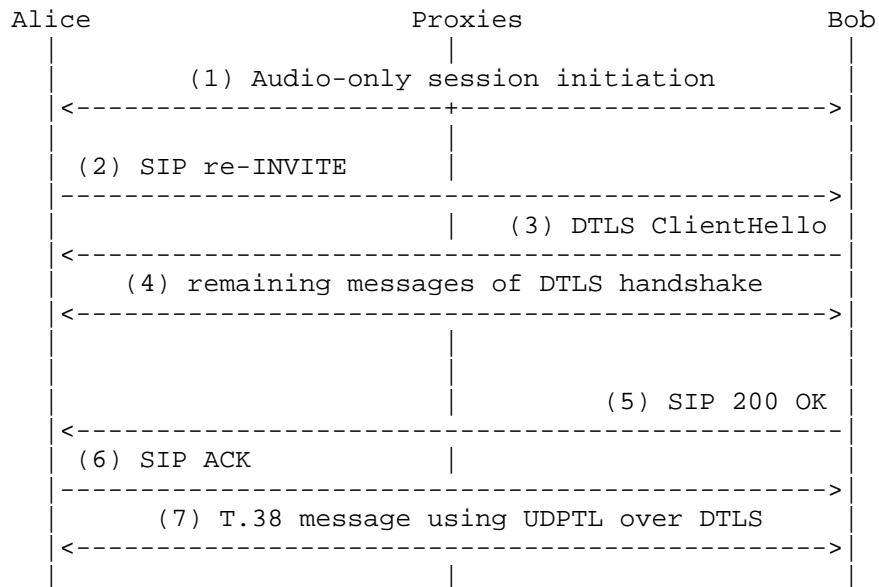 Alice Proxies Bob
(1) Audio-only session initiation
(2) SIP re-INVITE
(3) DTLS ClientHello
(4) remaining messages of DTLS handshake
(5) SIP 200 OK
(6) SIP ACK
(7) T.38 message using UDPTL over DTLS